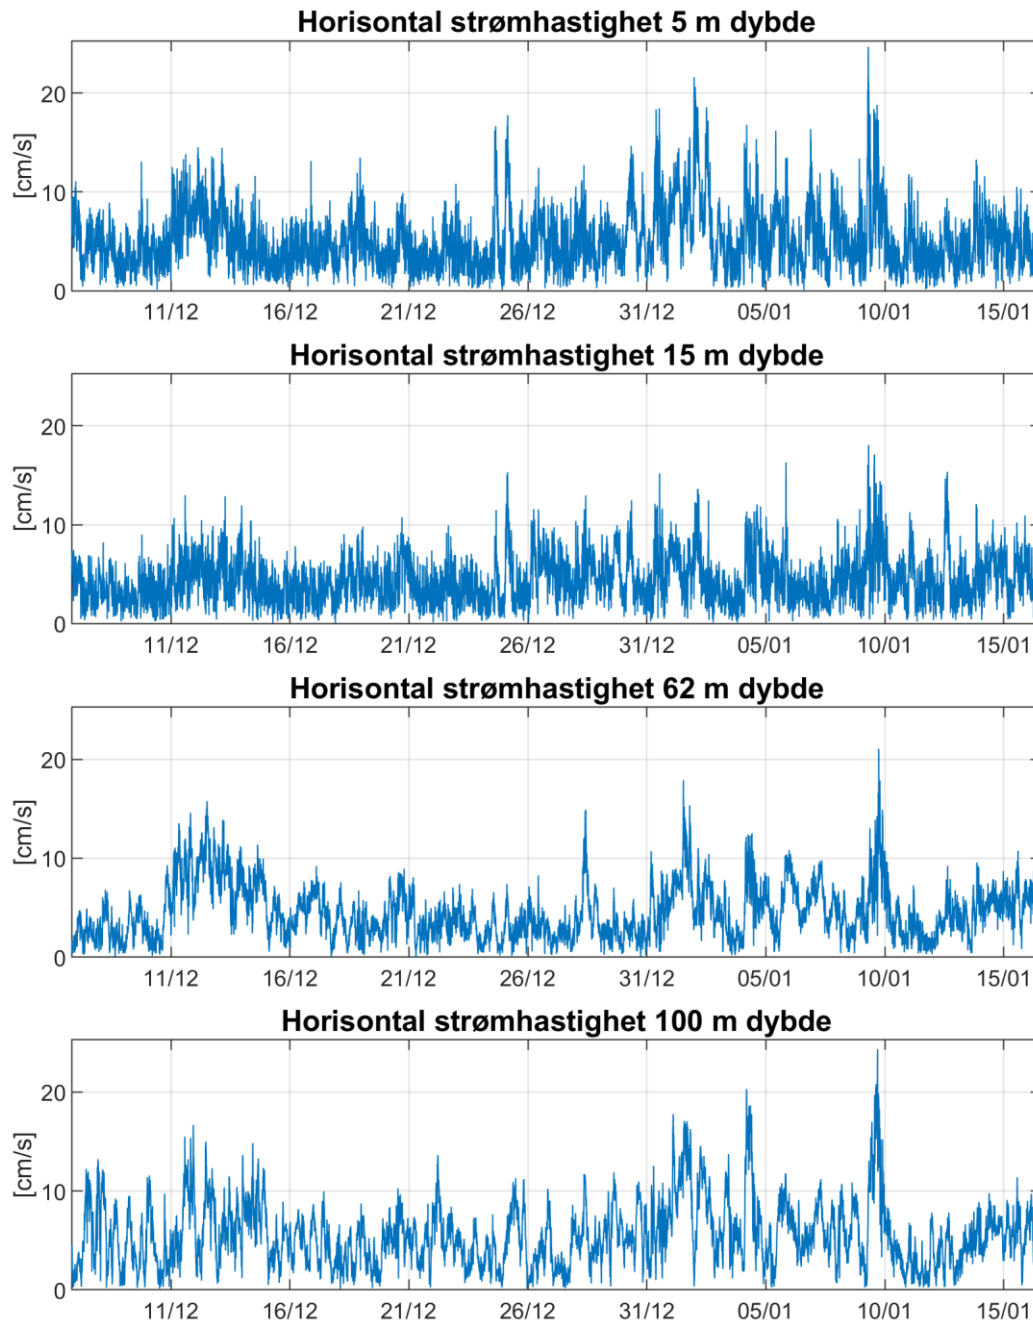 Horisontal strømhastighet 5 m dybde
20
10
0
[cm/s]
11/12 16/12 21/12 26/12 31/12 05/01 10/01 15/01
Horisontal strømhastighet 15 m dybde
20
10
0
[cm/s]
11/12 16/12 21/12 26/12 31/12 05/01 10/01 15/01
Horisontal strømhastighet 62 m dybde
20
10
0
[cm/s]
11/12 16/12 21/12 26/12 31/12 05/01 10/01 15/01
Horisontal strømhastighet 100 m dybde
20
10
0
[cm/s]
11/12 16/12 21/12 26/12 31/12 05/01 10/01 15/01